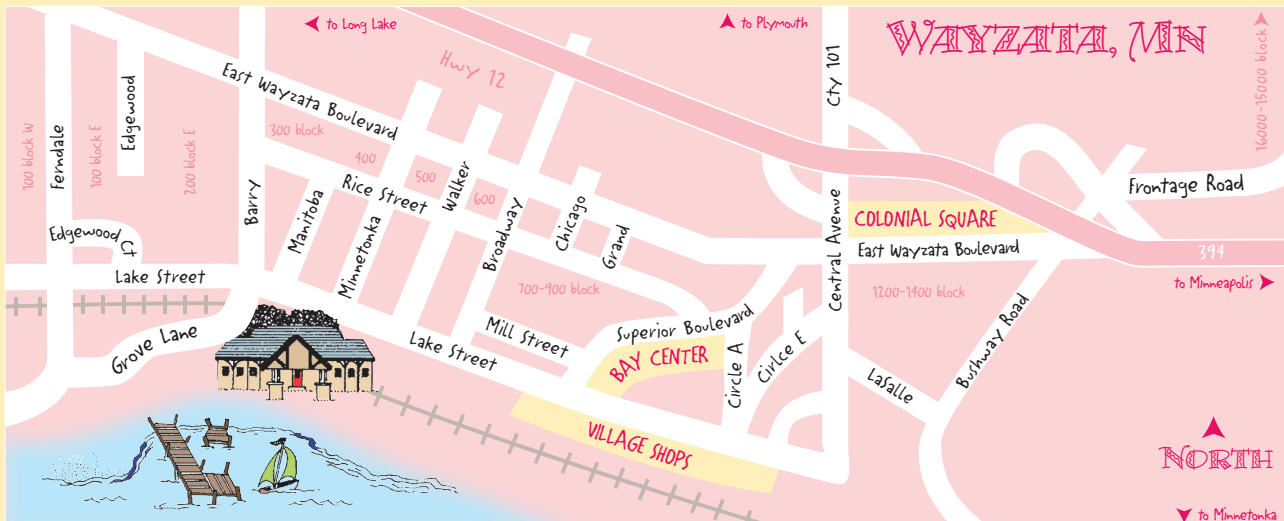 to Long Lake
to Plymouth
WAYZATA, MN
Hwy 12
Cty 101
16000-15000 block
East Wayzata Boulevard
100 block W
Ferndale
100 block E
Edgewood
200 block E
300 block
400
500
600
Barry
Rice Street
Walker
Manitoba
Minnetonka
Broadway
Chicago
Grand
Central Avenue
Frontage Road
COLONIAL SQUARE
East Wayzata Boulevard
394
to Minneapolis
Edgewood Ct
Lake Street
700-900 block
1200-1400 block
Grove Lane
Lake Street
Mill Street
Superior Boulevard
BAY CENTER
Circle A
Cirlce E
LaSalle
Bushway Road
VILLAGE SHOPS
NORTH
to Minnetonka